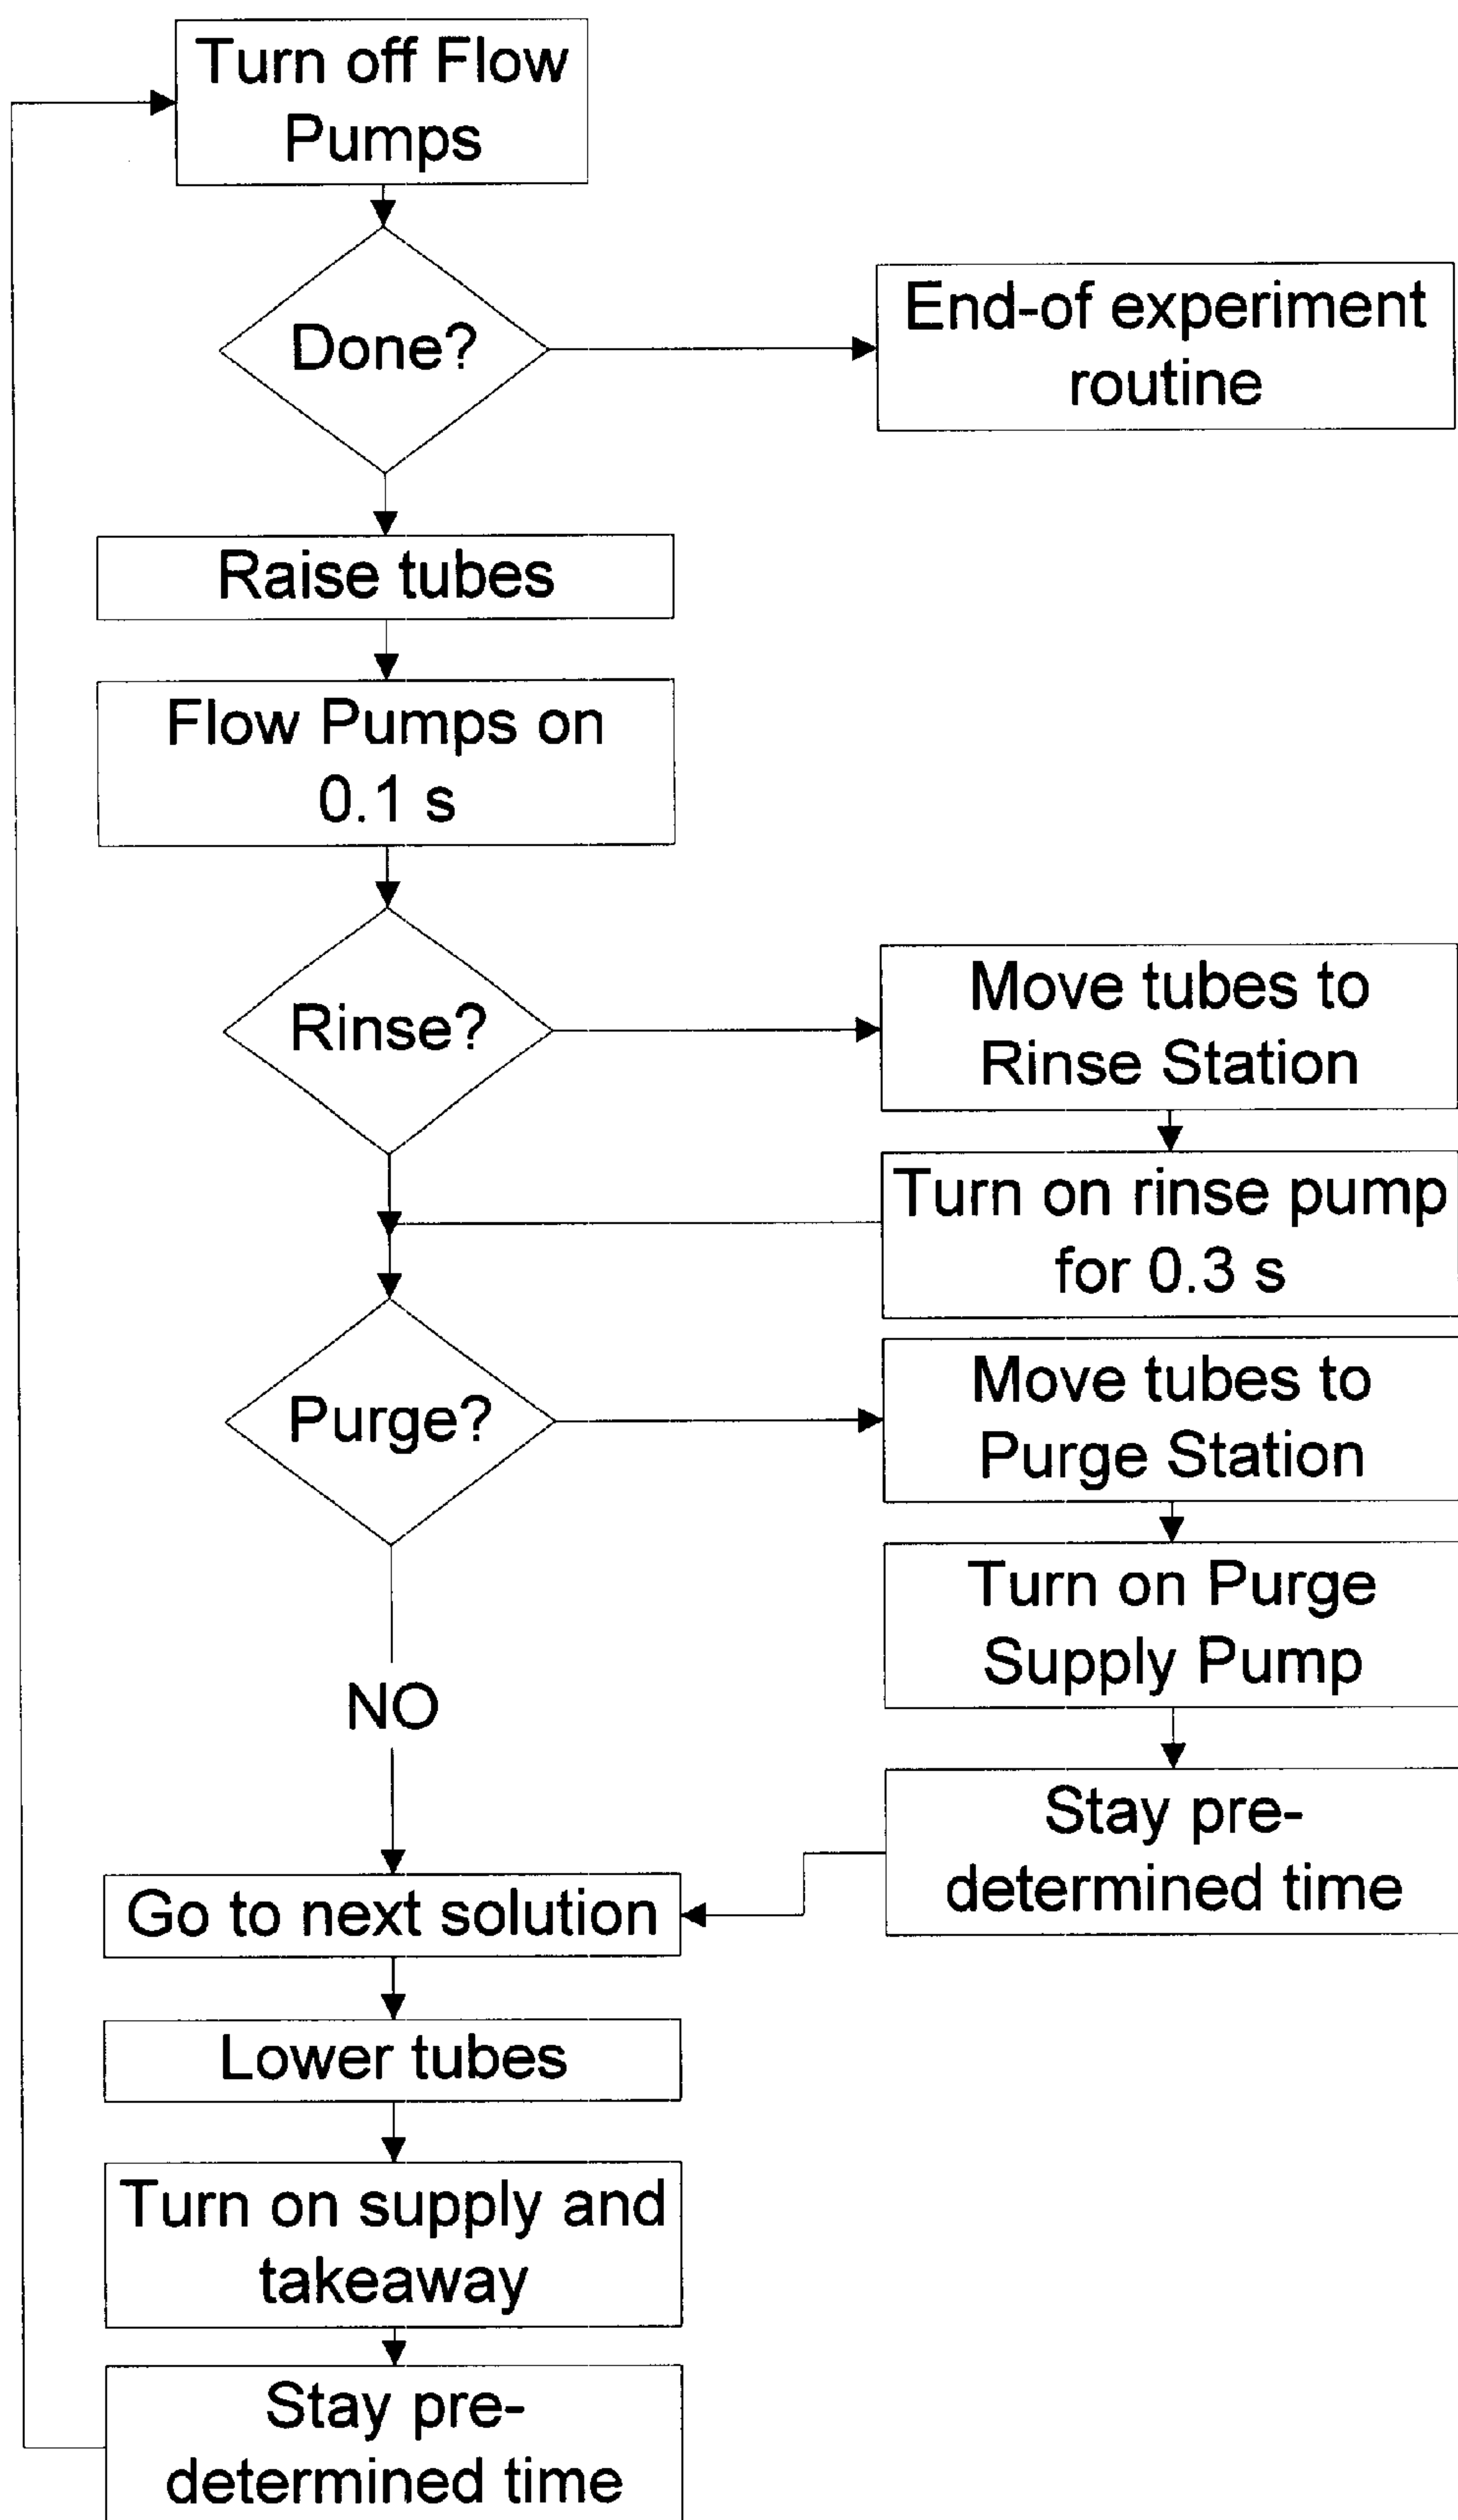 Turn off Flow
Pumps
Done?
End-of experiment
routine
Raise tubes
Flow Pumps on
0.1 s
Rinse?
Move tubes to
Rinse Station
Turn on rinse pump
for 0.3 s
Purge?
Move tubes to
Purge Station
Turn on Purge
Supply Pump
NO
Stay pre-
determined time
Go to next solution
Lower tubes
Turn on supply and
takeaway
Stay pre-
determined time